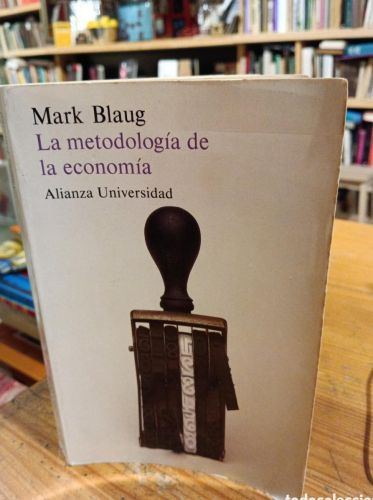 Mark Blaug
La metodología de
la economía
Alianza Universidad